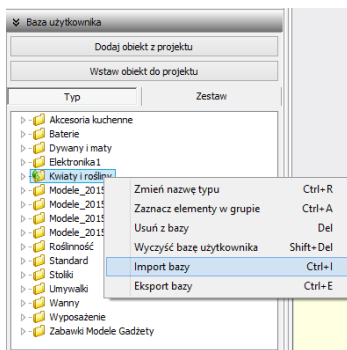 Baza użytkownika
Dodaj obiekt z projektu
Wstaw obiekt do projektu
Typ Zestaw
Akcesoria kuchenne
Baterie
Dywany i maty
Elektronika1
Kwiaty i rośliny
Modele_2015 Zmień nazwę typu Ctrl+R
Modele_2015 Zaznacz elementy w grupie Ctrl+A
Modele_2015 Usuń z bazy Del
Roślinność Wyczyść bazę użytkownika Shift+Del
Standard Import bazy Ctrl+I
Stoliki Eksport bazy Ctrl+E
Umywalki
Wanny
Wyposażenie
Zabawki Modele Gadżety